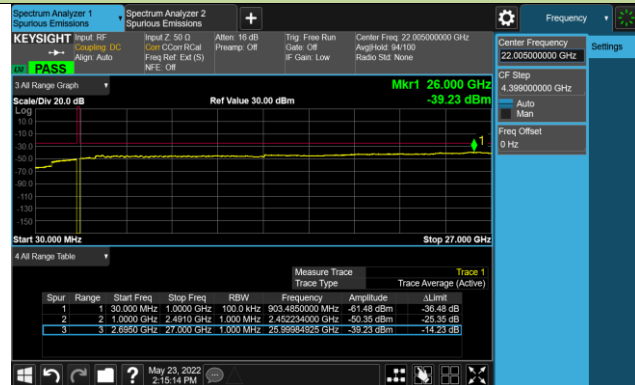 Spectrum Analyzer 1
Spurious Emissions
Spectrum Analyzer 2
Spurious Emissions
+
Frequency
KEYSIGHT
Input: RF
Coupling: DC
Align: Auto
Input Z: 50 Ω
Corr CCorr RCal
Freq Ref: Ext (S)
NFE: Off
Atten: 16 dB
Preamp: Off
Trig: Free Run
Gate: Off
IF Gain: Low
Center Freq: 22.005000000 GHz
Avg|Hold: 94/100
Radio Std: None
PASS
Center Frequency
22.005000000 GHz
Settings
CF Step
4.399000000 GHz
Auto
Man
Freq Offset
0 Hz
3 All Range Graph
Mkr1 26.000 GHz
-39.23 dBm
Scale/Div 20.0 dB
Ref Value 30.00 dBm
Log
10.0
-10.0
-30.0
-50.0
-70.0
-90.0
-110
-130
-150
1
Start 30.000 MHz
Stop 27.000 GHz
4 All Range Table
Measure Trace Trace 1
Trace Type Trace Average (Active)
Spur Range Start Freq Stop Freq RBW Frequency Amplitude ΔLimit
1 1 30.000 MHz 1.0000 GHz 100.0 kHz 903.4850000 MHz -61.48 dBm -36.48 dB
2 2 1.0000 GHz 2.4910 GHz 1.000 MHz 2.452234000 GHz -50.35 dBm -25.35 dB
3 3 2.6950 GHz 27.000 GHz 1.000 MHz 25.99984925 GHz -39.23 dBm -14.23 dB
?
May 23, 2022
2:15:14 PM